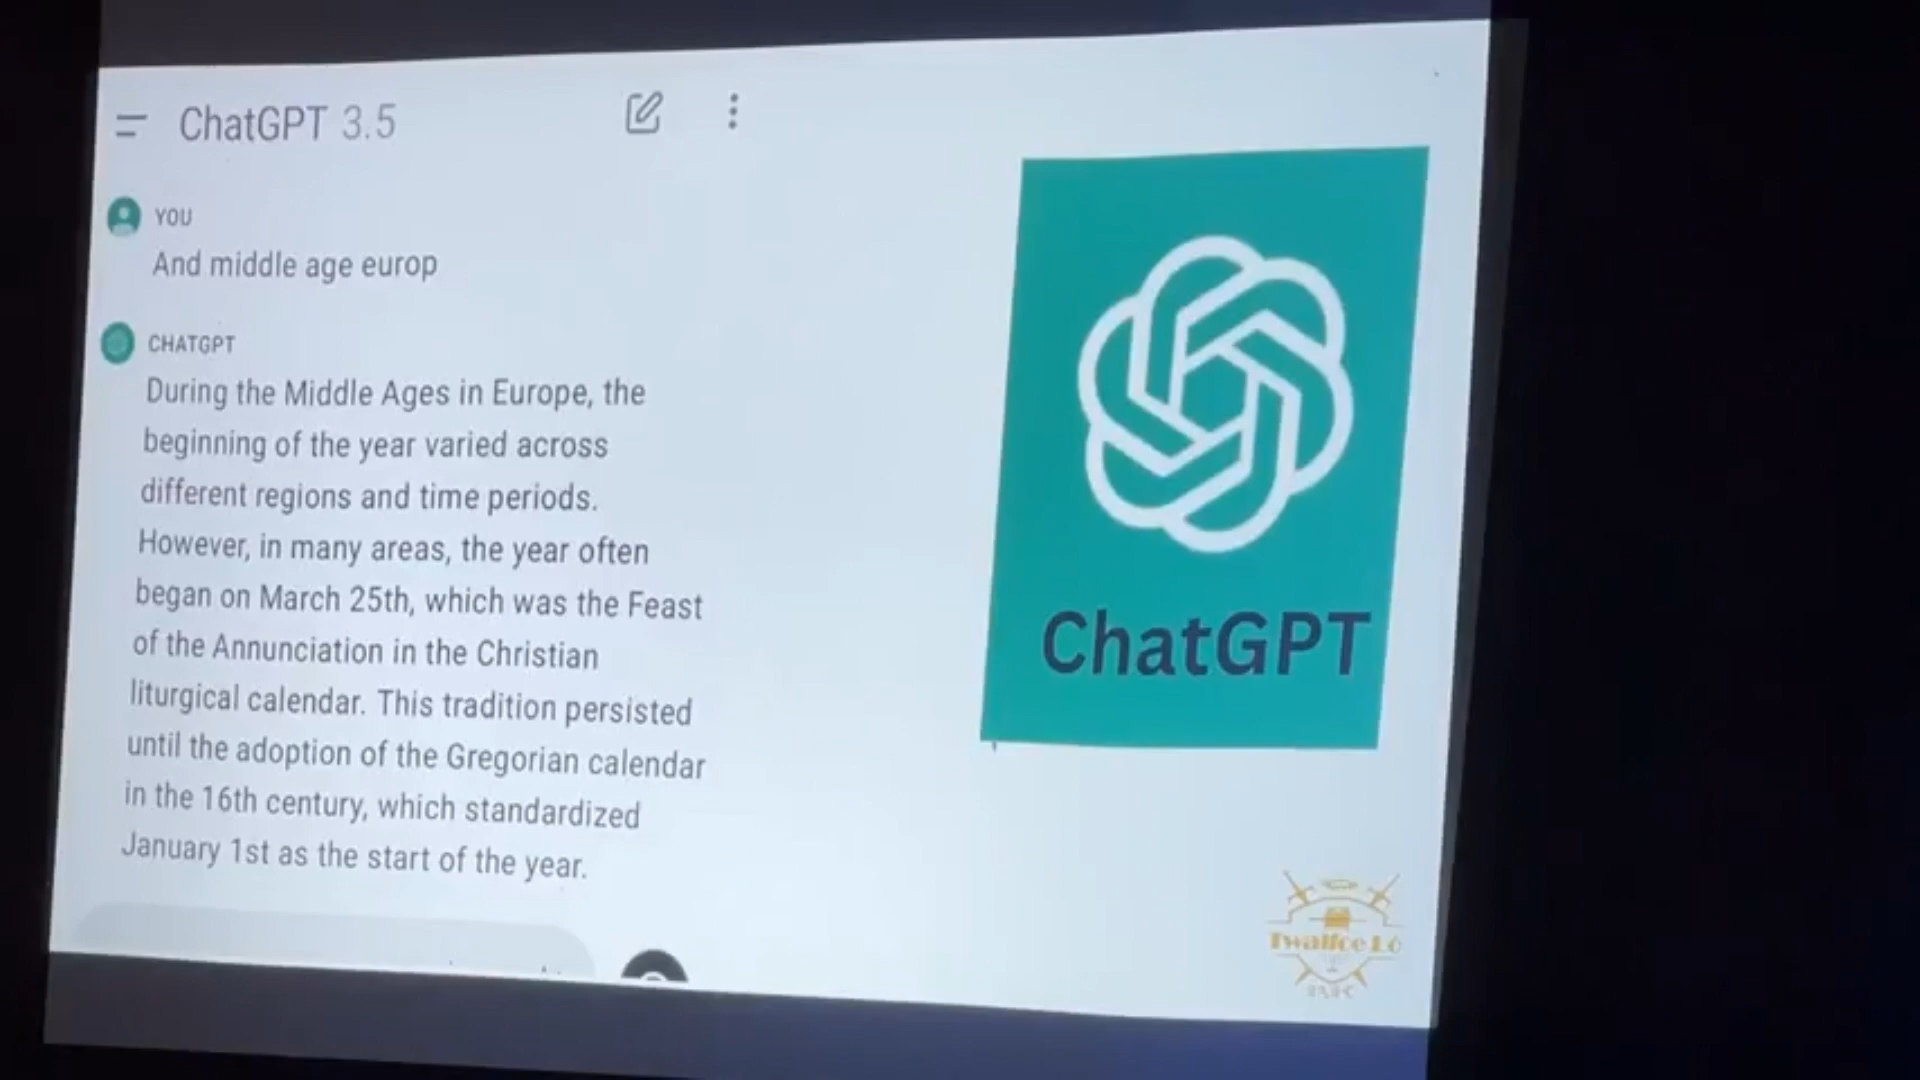 ChatGPT 3.5
YOU
And middle age europ
CHATGPT
During the Middle Ages in Europe, the
beginning of the year varied across
different regions and time periods.
However, in many areas, the year often
began on March 25th, which was the Feast
of the Annunciation in the Christian
liturgical calendar. This tradition persisted
until the adoption of the Gregorian calendar
in the 16th century, which standardized
January 1st as the start of the year.
ChatGPT